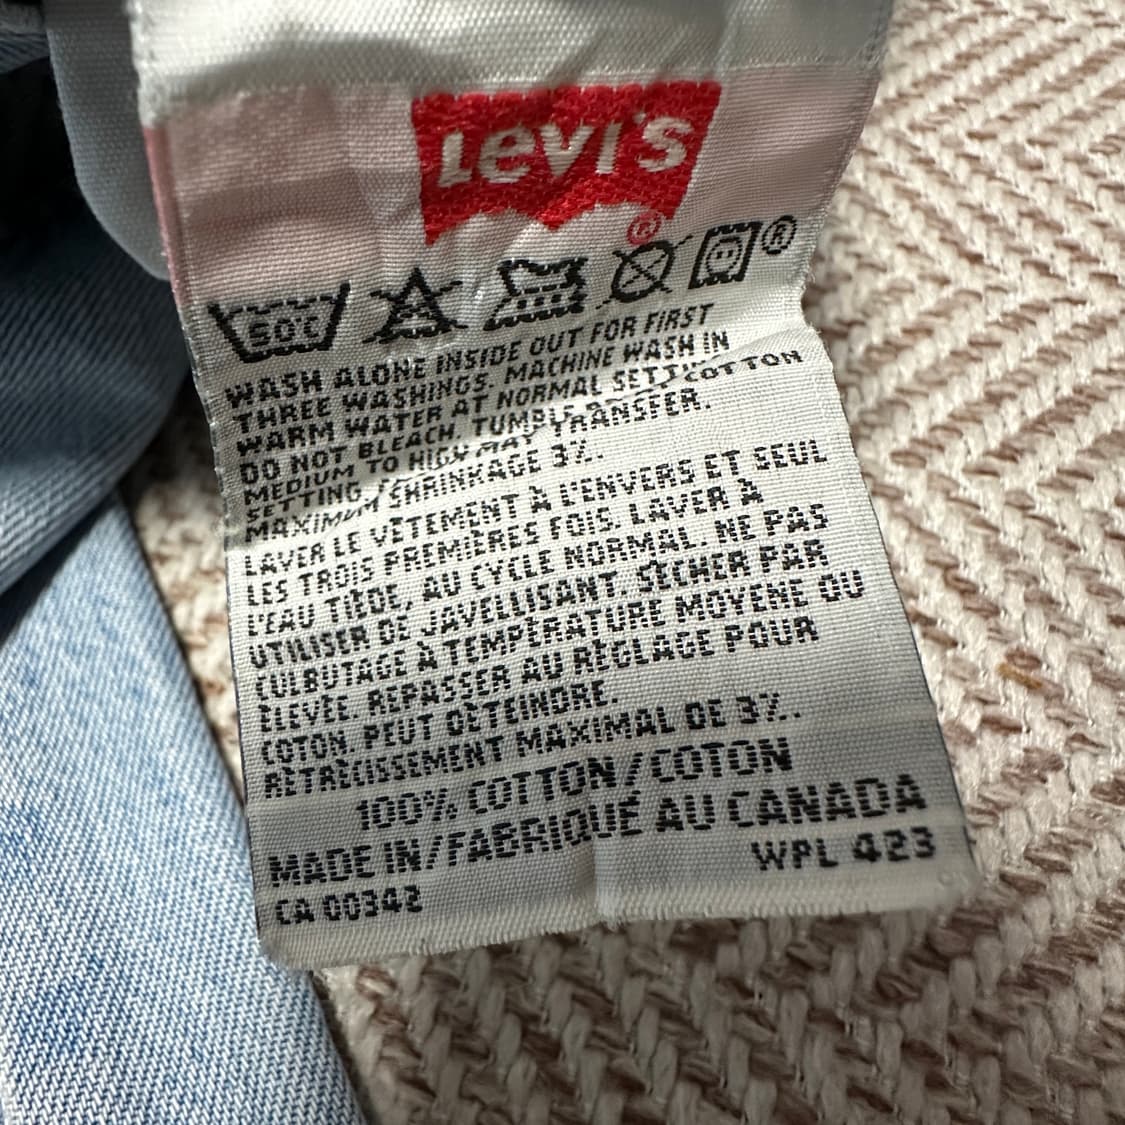 LEVI'S
®
50°C
®
WASH ALONE INSIDE OUT FOR FIRST
THREE WASHINGS. MACHINE WASH IN
WARM WATER AT NORMAL
DO NOT BLEACH. COTTON
MEDIUM TO HIGH MAY TRANSFER.
SETTING.
MAXIMUM SHRINKAGE 3%.
LAVER LE VÊTEMENT À L'ENVERS ET SEUL
LES TROIS PREMIÈRES FOIS. LAVER À
L'EAU TIÈDE, AU CYCLE NORMAL. NE PAS
UTILISER DE JAVELLISANT. SÉCHER PAR
CULBUTAGE À TEMPÉRATURE MOYENE OU
ÉLEVÉE. REPASSER AU RÉGLAGE POUR
COTON. PEUT DÉTEINDRE.
RÉTRÉCISSEMENT MAXIMAL DE 3%.
100% COTTON/COTON
MADE IN/FABRIQUÉ AU CANADA
CA 00342 WPL 423